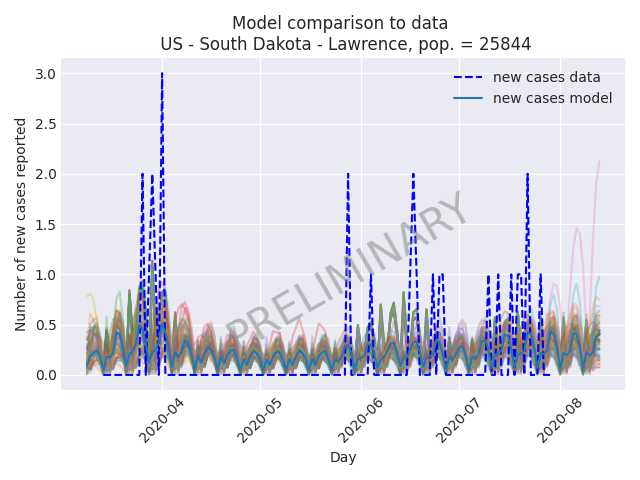 Model comparison to data
US - South Dakota - Lawrence, pop. = 25844
3.0
2.5
2.0
1.5
1.0
0.5
0.0
Number of new cases reported
new cases data
new cases model
PRELIMINARY
2020-04
2020-05
2020-06
2020-07
2020-08
Day